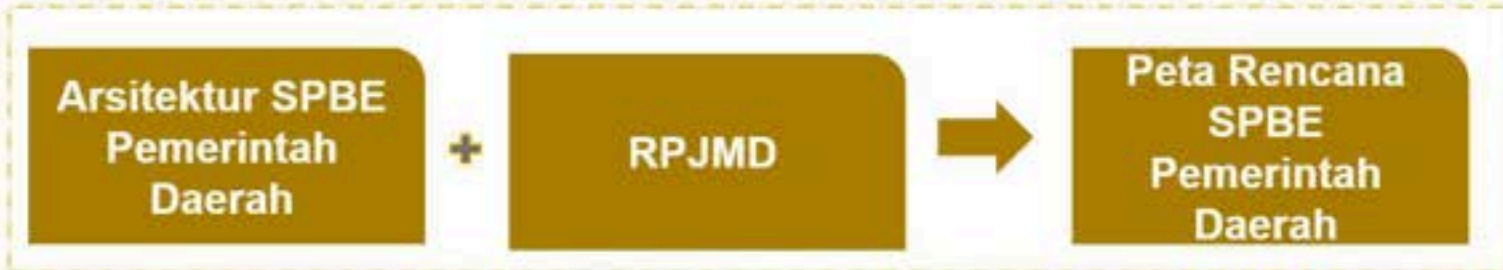 Arsitektur SPBE
Pemerintah
Daerah
+
RPJMD
Peta Rencana
SPBE
Pemerintah
Daerah